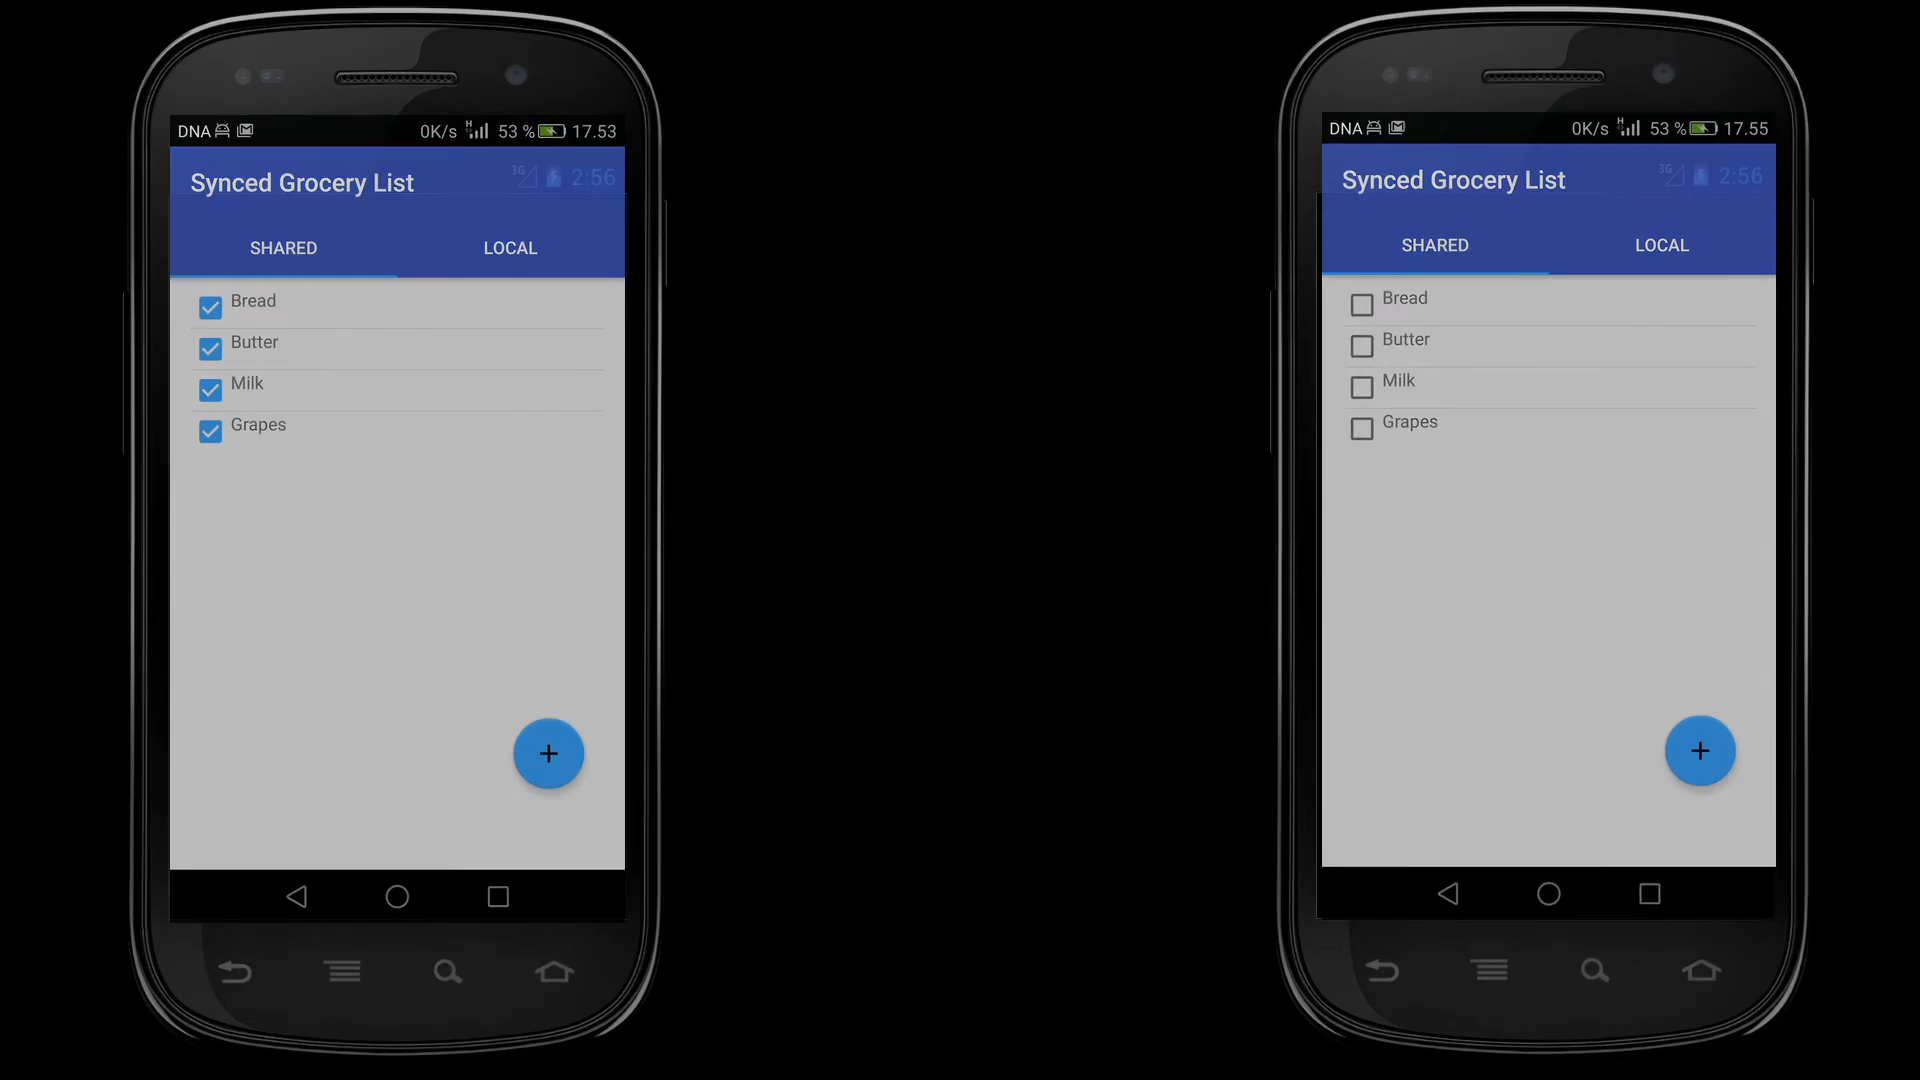 DNA 0K/s H 53 % 17.53
Synced Grocery List 3G 2:56
SHARED LOCAL
Bread
Butter
Milk
Grapes
+
DNA 0K/s H 53 % 17.55
Synced Grocery List 3G 2:56
SHARED LOCAL
Bread
Butter
Milk
Grapes
+